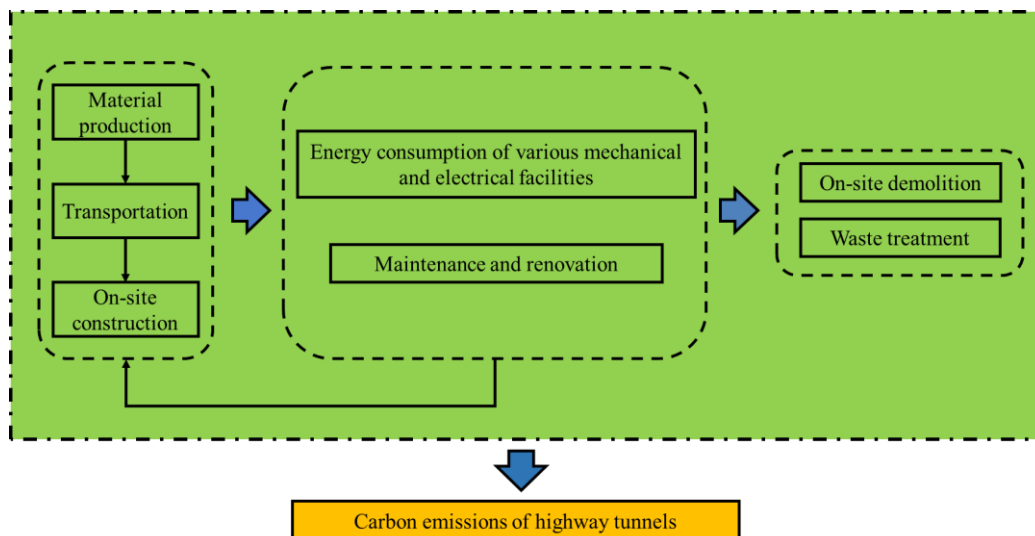 Material
production
Transportation
On-site
construction
Energy consumption of various mechanical
and electrical facilities
Maintenance and renovation
On-site demolition
Waste treatment
Carbon emissions of highway tunnels